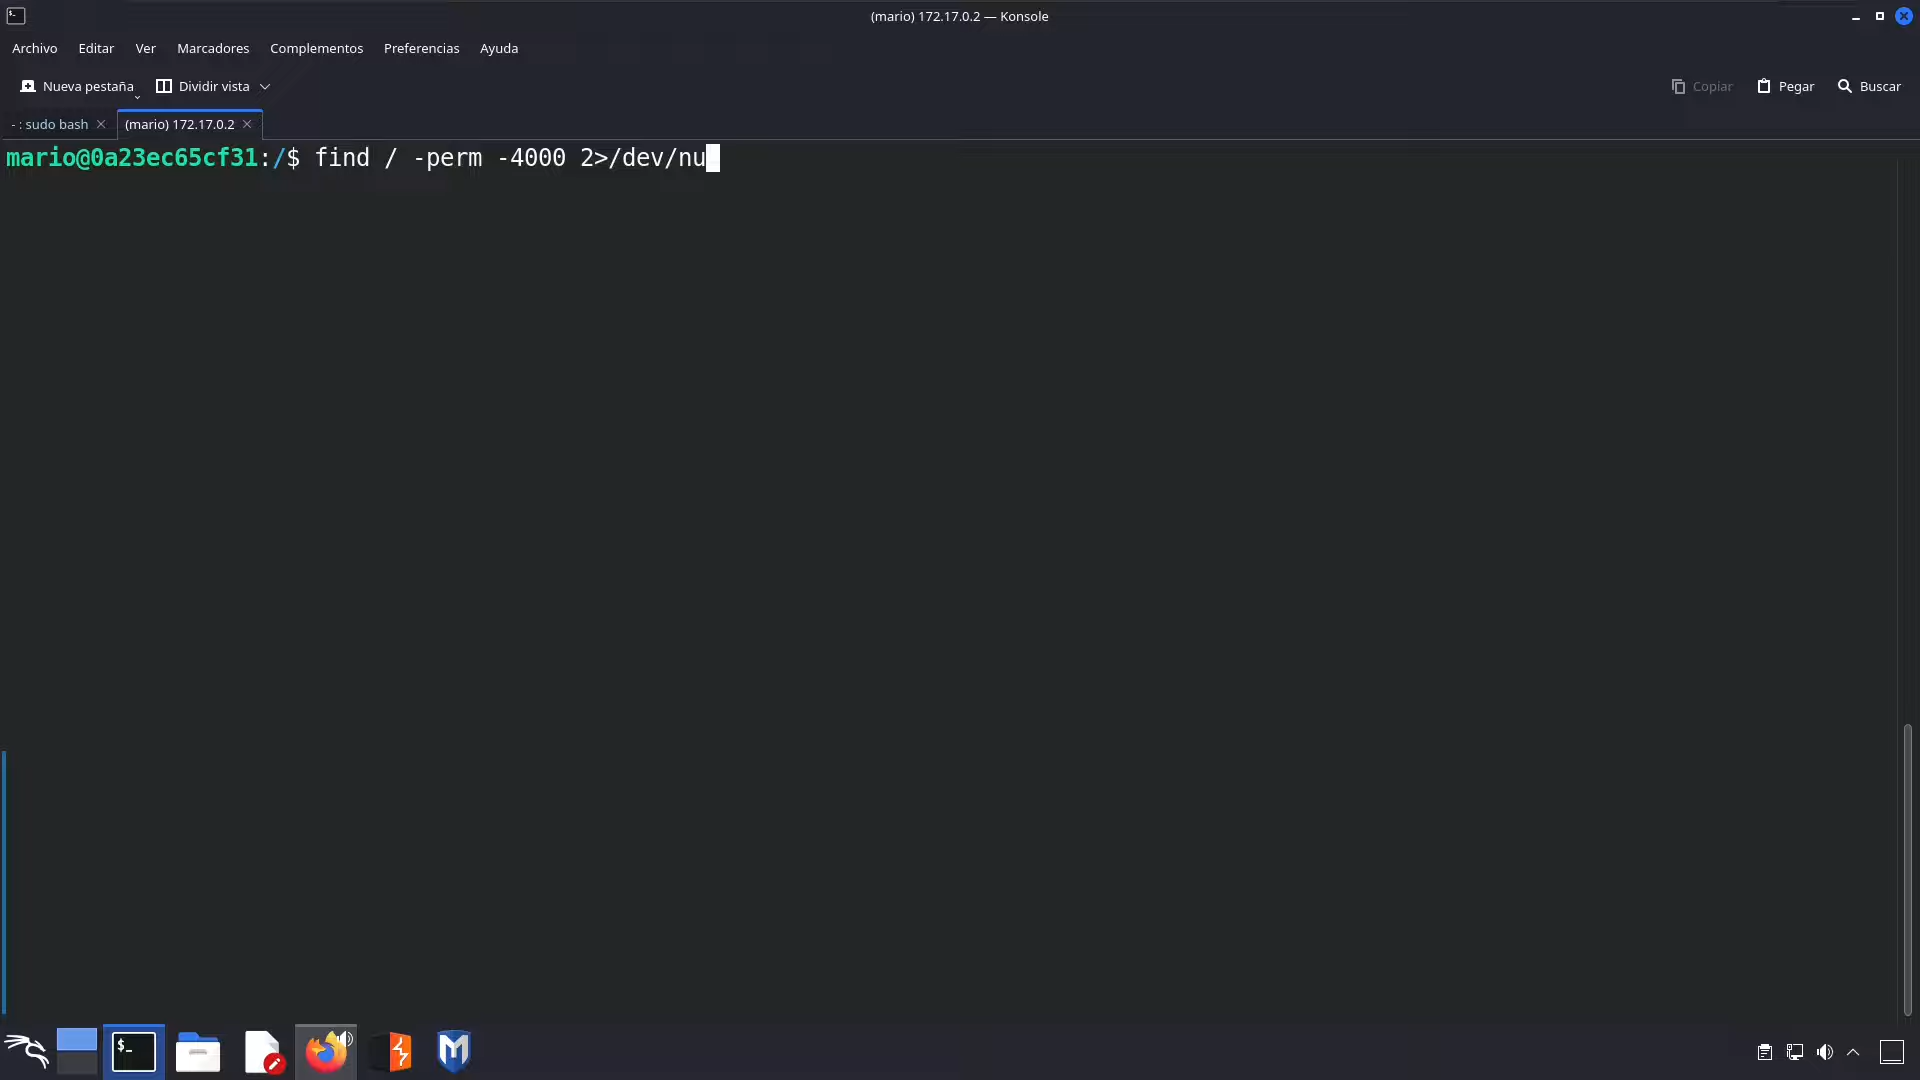 (mario) 172.17.0.2 — Konsole
Archivo Editar Ver Marcadores Complementos Preferencias Ayuda
Nueva pestaña Dividir vista Copiar Pegar Buscar
- : sudo bash (mario) 172.17.0.2
mario@0a23ec65cf31:/$ find / -perm -4000 2>/dev/nu